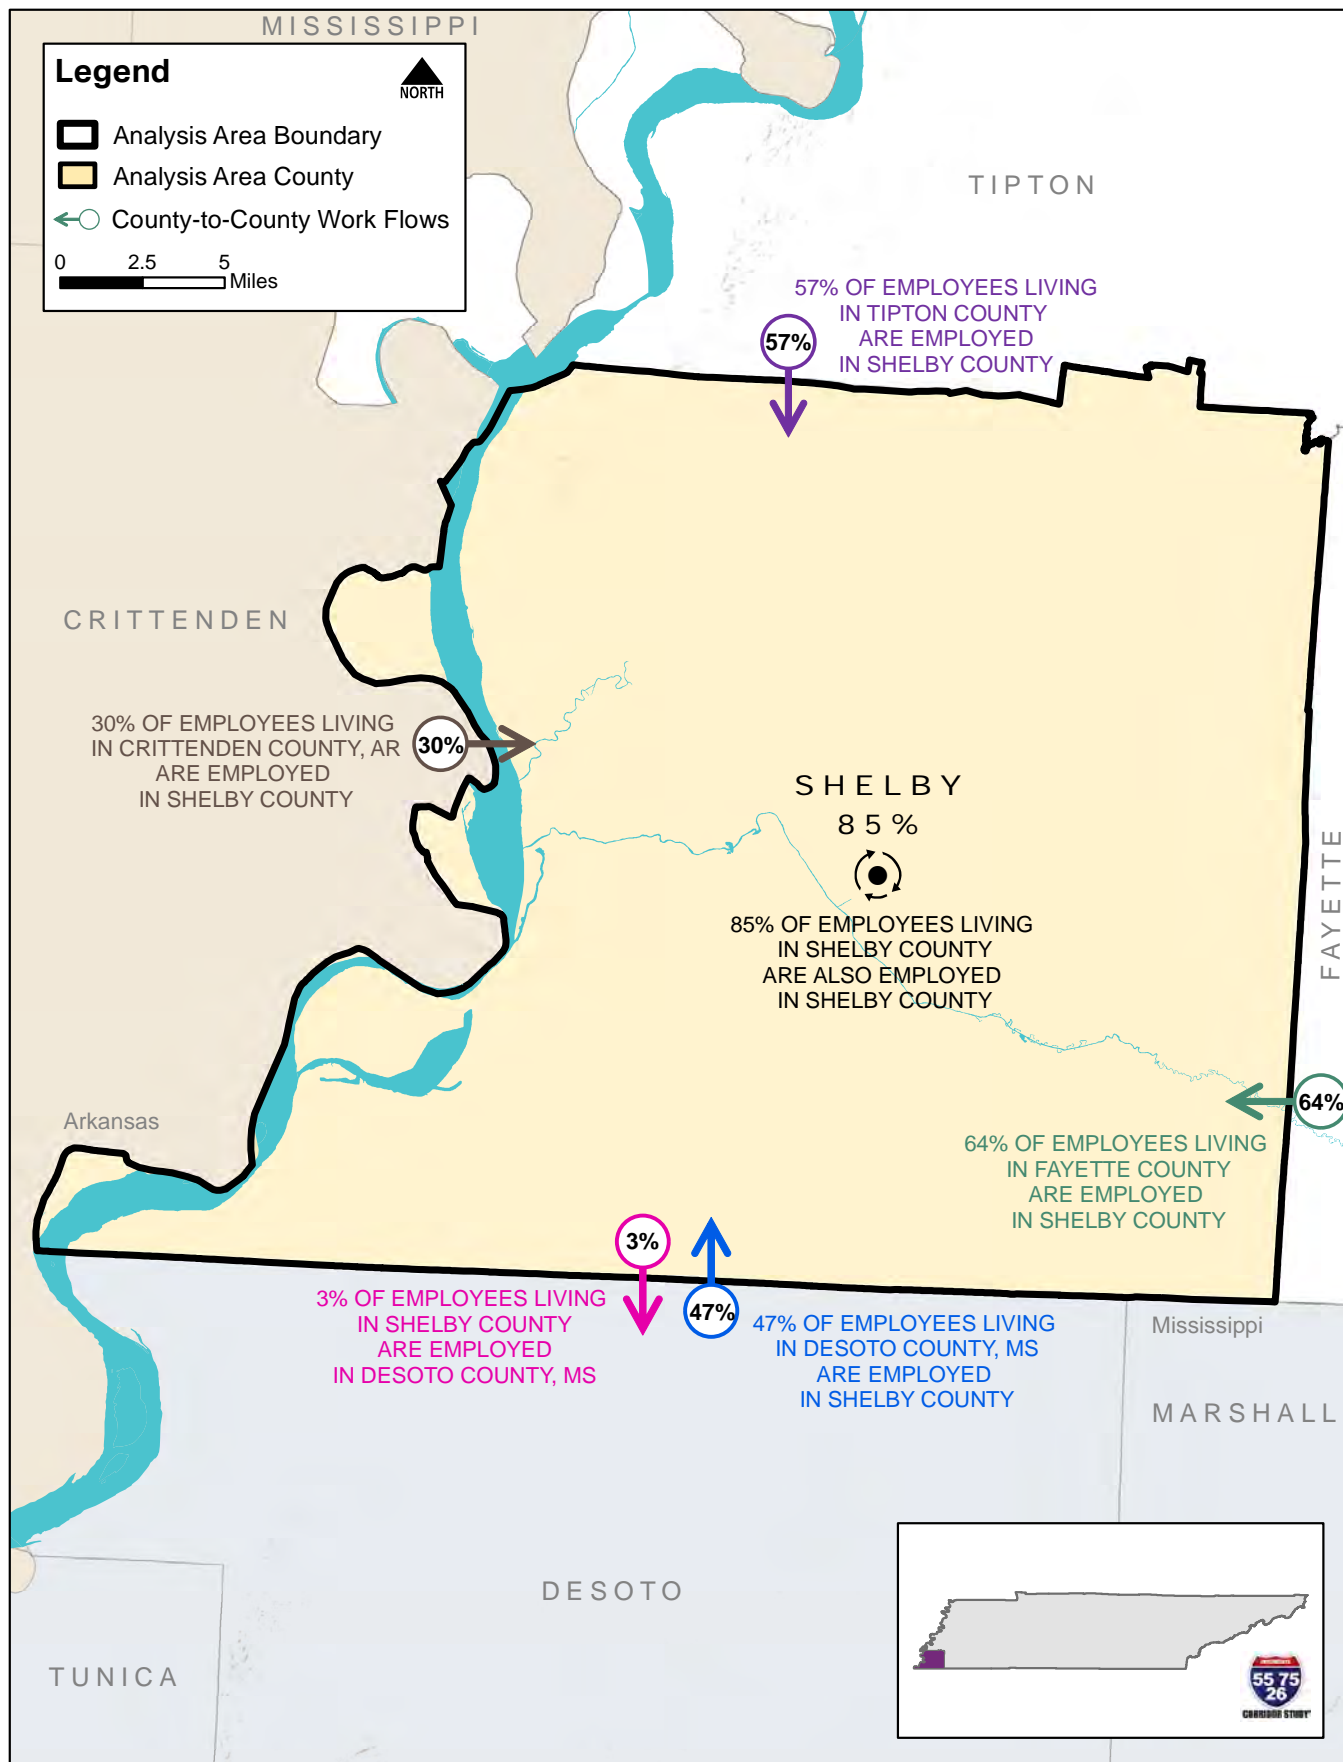 MISSISSIPPI
Legend
NORTH
Analysis Area Boundary
Analysis Area County
County-to-County Work Flows
0 2.5 5
Miles
TIPTON
57% OF EMPLOYEES LIVING
IN TIPTON COUNTY
ARE EMPLOYED
IN SHELBY COUNTY
57%
CRITTENDEN
30% OF EMPLOYEES LIVING
IN CRITTENDEN COUNTY, AR
ARE EMPLOYED
IN SHELBY COUNTY
30%
SHELBY
85%
85% OF EMPLOYEES LIVING
IN SHELBY COUNTY
ARE ALSO EMPLOYED
IN SHELBY COUNTY
FAYETTE
64%
64% OF EMPLOYEES LIVING
IN FAYETTE COUNTY
ARE EMPLOYED
IN SHELBY COUNTY
Arkansas
3%
3% OF EMPLOYEES LIVING
IN SHELBY COUNTY
ARE EMPLOYED
IN DESOTO COUNTY, MS
47%
47% OF EMPLOYEES LIVING
IN DESOTO COUNTY, MS
ARE EMPLOYED
IN SHELBY COUNTY
Mississippi
MARSHALL
DESOTO
TUNICA
INTERSTATE
55 75
26
CORRIDOR STUDY